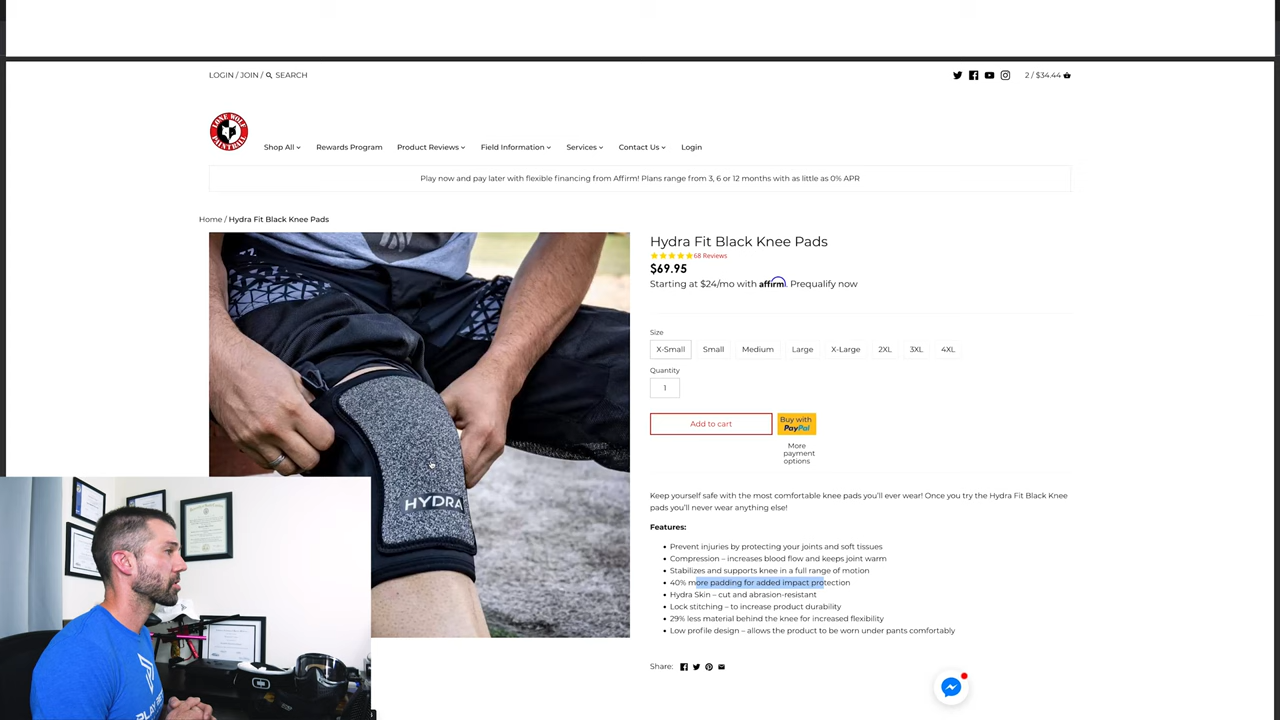 LOGIN / JOIN / SEARCH
2 / $34.44
LONE WOLF
PAINTBALL
Shop All Rewards Program Product Reviews Field Information Services Contact Us Login
Play now and pay later with flexible financing from Affirm! Plans range from 3, 6 or 12 months with as little as 0% APR
Home / Hydra Fit Black Knee Pads
HYDRA
Hydra Fit Black Knee Pads
68 Reviews
$69.95
Starting at $24/mo with affirm. Prequalify now
Size
X-Small Small Medium Large X-Large 2XL 3XL 4XL
Quantity
1
Add to cart
Buy with
PayPal
More
payment
options
Keep yourself safe with the most comfortable knee pads you'll ever wear! Once you try the Hydra Fit Black Knee
pads you'll never wear anything else!
Features:
Prevent injuries by protecting your joints and soft tissues
Compression – increases blood flow and keeps joint warm
Stabilizes and supports knee in a full range of motion
40% more padding for added impact protection
Hydra Skin – cut and abrasion-resistant
Lock stitching – to increase product durability
29% less material behind the knee for increased flexibility
Low profile design – allows the product to be worn under pants comfortably
Share: